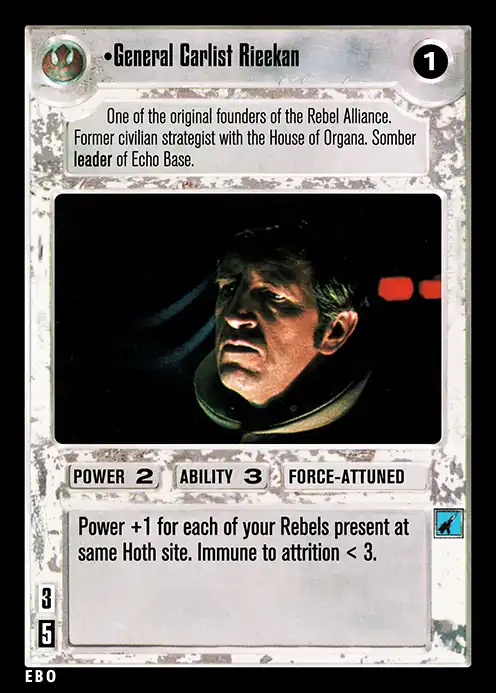 •General Carlist Rieekan
1
One of the original founders of the Rebel Alliance.
Former civilian strategist with the House of Organa. Somber
leader of Echo Base.
POWER 2 ABILITY 3 FORCE-ATTUNED
Power +1 for each of your Rebels present at
same Hoth site. Immune to attrition < 3.
3
5
EBO